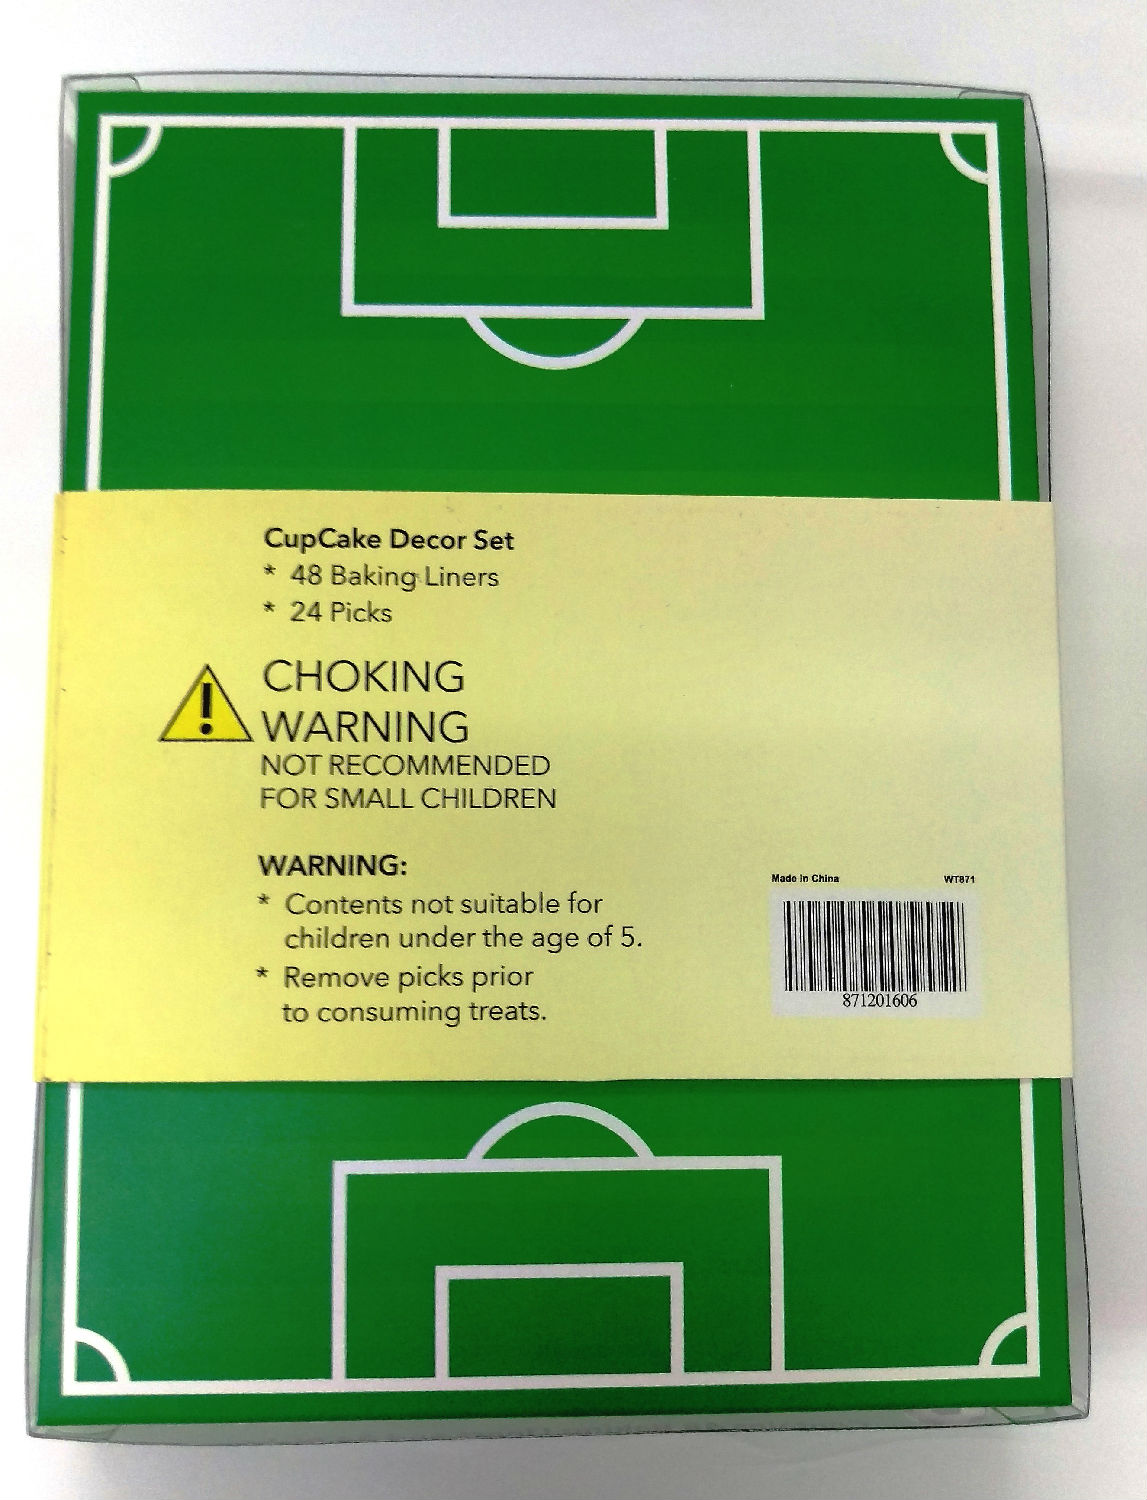 CupCake Decor Set
* 48 Baking Liners
* 24 Picks
CHOKING
WARNING
NOT RECOMMENDED
FOR SMALL CHILDREN
WARNING:
* Contents not suitable for
children under the age of 5.
* Remove picks prior
to consuming treats.
Made in China WT871
871201606